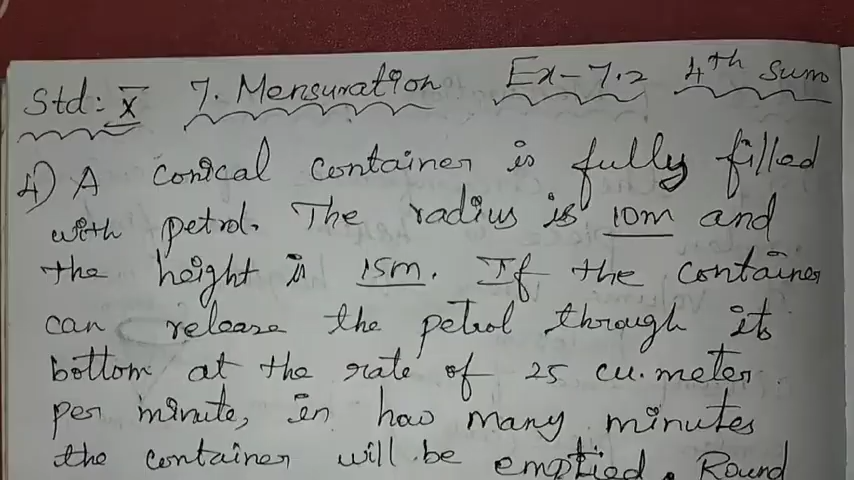 Std: X 7. Mensuration Ex-7.2 4th Sum
4) A conical container is fully filled
with petrol. The radius is 10m and
the height is 15m. If the container
can release the petrol through its
bottom at the rate of 25 cu.meter
per minute, in how many minutes
the container will be emptied. Round